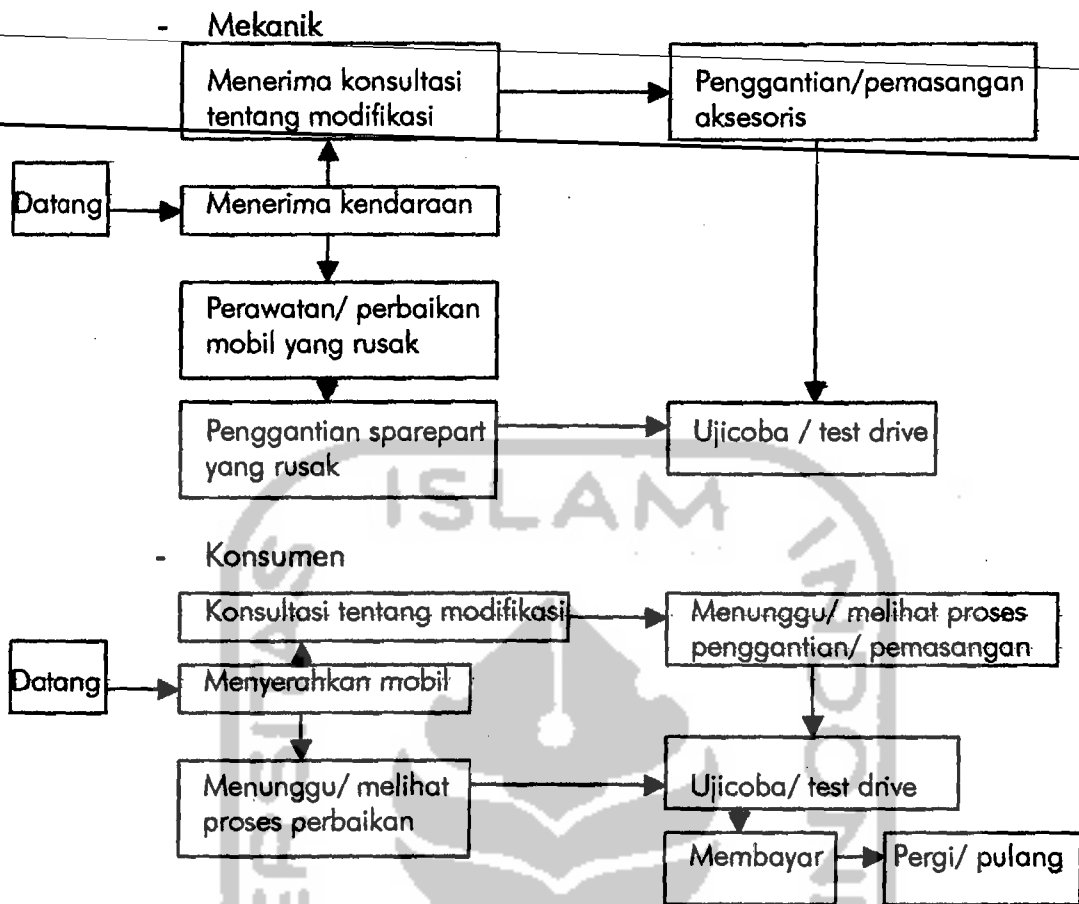 - Mekanik
Menerima konsultasi
tentang modifikasi
Penggantian/pemasangan
aksesoris
Datang
Menerima kendaraan
Perawatan/ perbaikan
mobil yang rusak
Penggantian sparepart
yang rusak
Ujicoba / test drive
ISLAM
- Konsumen
Konsultasi tentang modifikasi
Menunggu/ melihat proses
penggantian/ pemasangan
Datang
Menyerahkan mobil
Menunggu/ melihat
proses perbaikan
Ujicoba/ test drive
Membayar
Pergi/ pulang